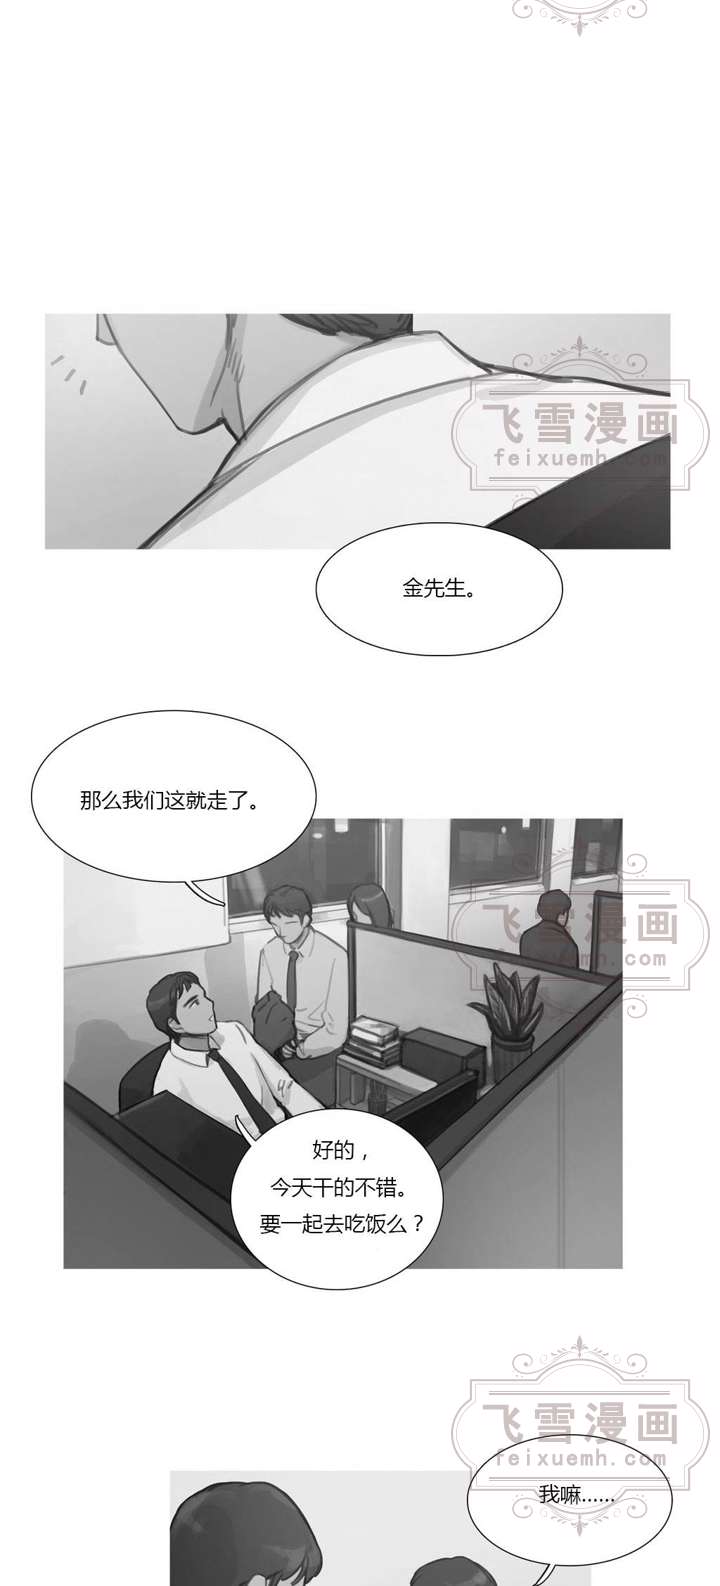 飞雪漫画
feixuemh.com
金先生。
那么我们这就走了。
飞雪漫画
feixuemh.com
好的，
今天干的不错。
要一起去吃饭么？
飞雪漫画
feixuemh.com
我嘛……